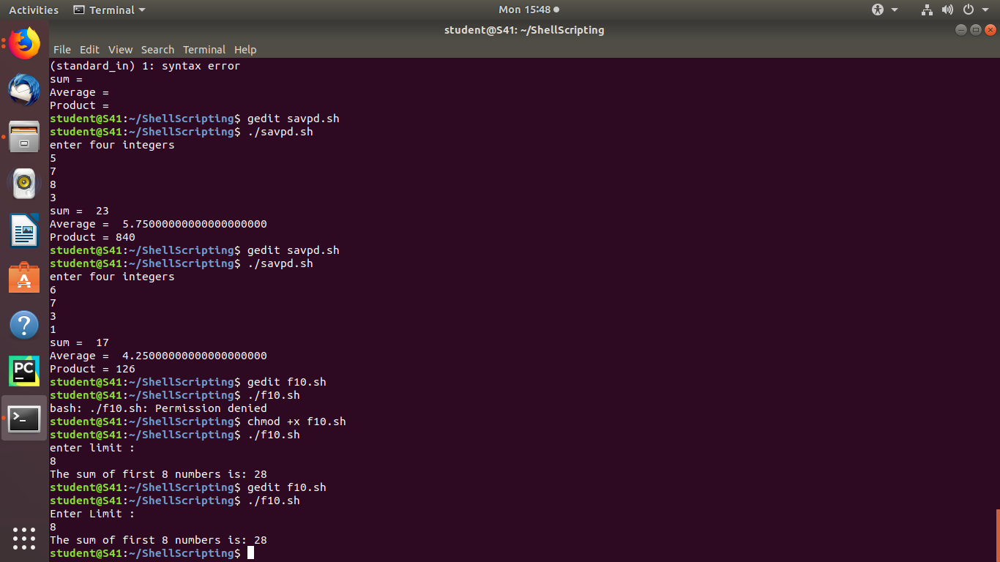 Activities Terminal Mon 15:48
student@S41: ~/ShellScripting
File Edit View Search Terminal Help
(standard_in) 1: syntax error
sum =
Average =
Product =
student@S41:~/ShellScripting$ gedit savpd.sh
student@S41:~/ShellScripting$ ./savpd.sh
enter four integers
5
7
8
3
sum =  23
Average =  5.75000000000000000000
Product = 840
student@S41:~/ShellScripting$ gedit savpd.sh
student@S41:~/ShellScripting$ ./savpd.sh
enter four integers
6
7
3
1
sum =  17
Average =  4.25000000000000000000
Product = 126
student@S41:~/ShellScripting$ gedit f10.sh
student@S41:~/ShellScripting$ ./f10.sh
bash: ./f10.sh: Permission denied
student@S41:~/ShellScripting$ chmod +x f10.sh
student@S41:~/ShellScripting$ ./f10.sh
enter limit :
8
The sum of first 8 numbers is: 28
student@S41:~/ShellScripting$ gedit f10.sh
student@S41:~/ShellScripting$ ./f10.sh
Enter Limit :
8
The sum of first 8 numbers is: 28
student@S41:~/ShellScripting$
PC